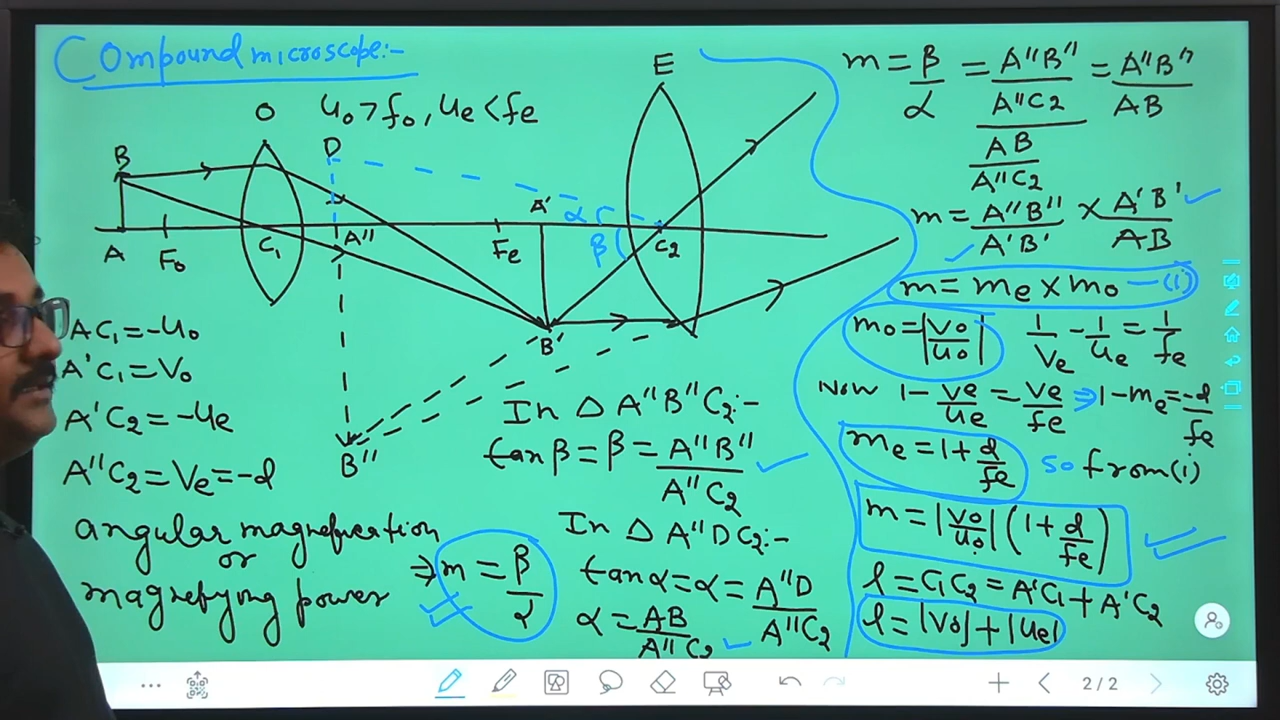 Compound microscope:-
O u₀ > f₀, ue < fe
E
B
D
A'
α
β
A
F₀
C₁
A''
Fe
C₂
B'
B''
AC₁ = -u₀
A'C₁ = V₀
A'C₂ = -ue
A''C₂ = Ve = -d
angular magnification
or
magnefying power
⇒ m = β/α
In Δ A''B''C₂:-
tan β = β = A''B''/A''C₂
In Δ A''DC₂:-
tan α = α = A''D/A''C₂
α = AB/A''C₂
m = β/α = (A''B''/A''C₂)/(AB/A''C₂) = A''B''/AB
m = A''B''/A'B' × A'B'/AB
m = me × m₀ —(i)
m₀ = |V₀/u₀| 1/Ve - 1/ue = 1/fe
Now 1 - Ve/ue = Ve/fe ⇒ 1 - me = -d/fe
me = 1 + d/fe so from (i)
m = |V₀/u₀| (1 + d/fe)
l = C₁C₂ = A'C₁ + A'C₂
l = |V₀| + |ue|
2/2